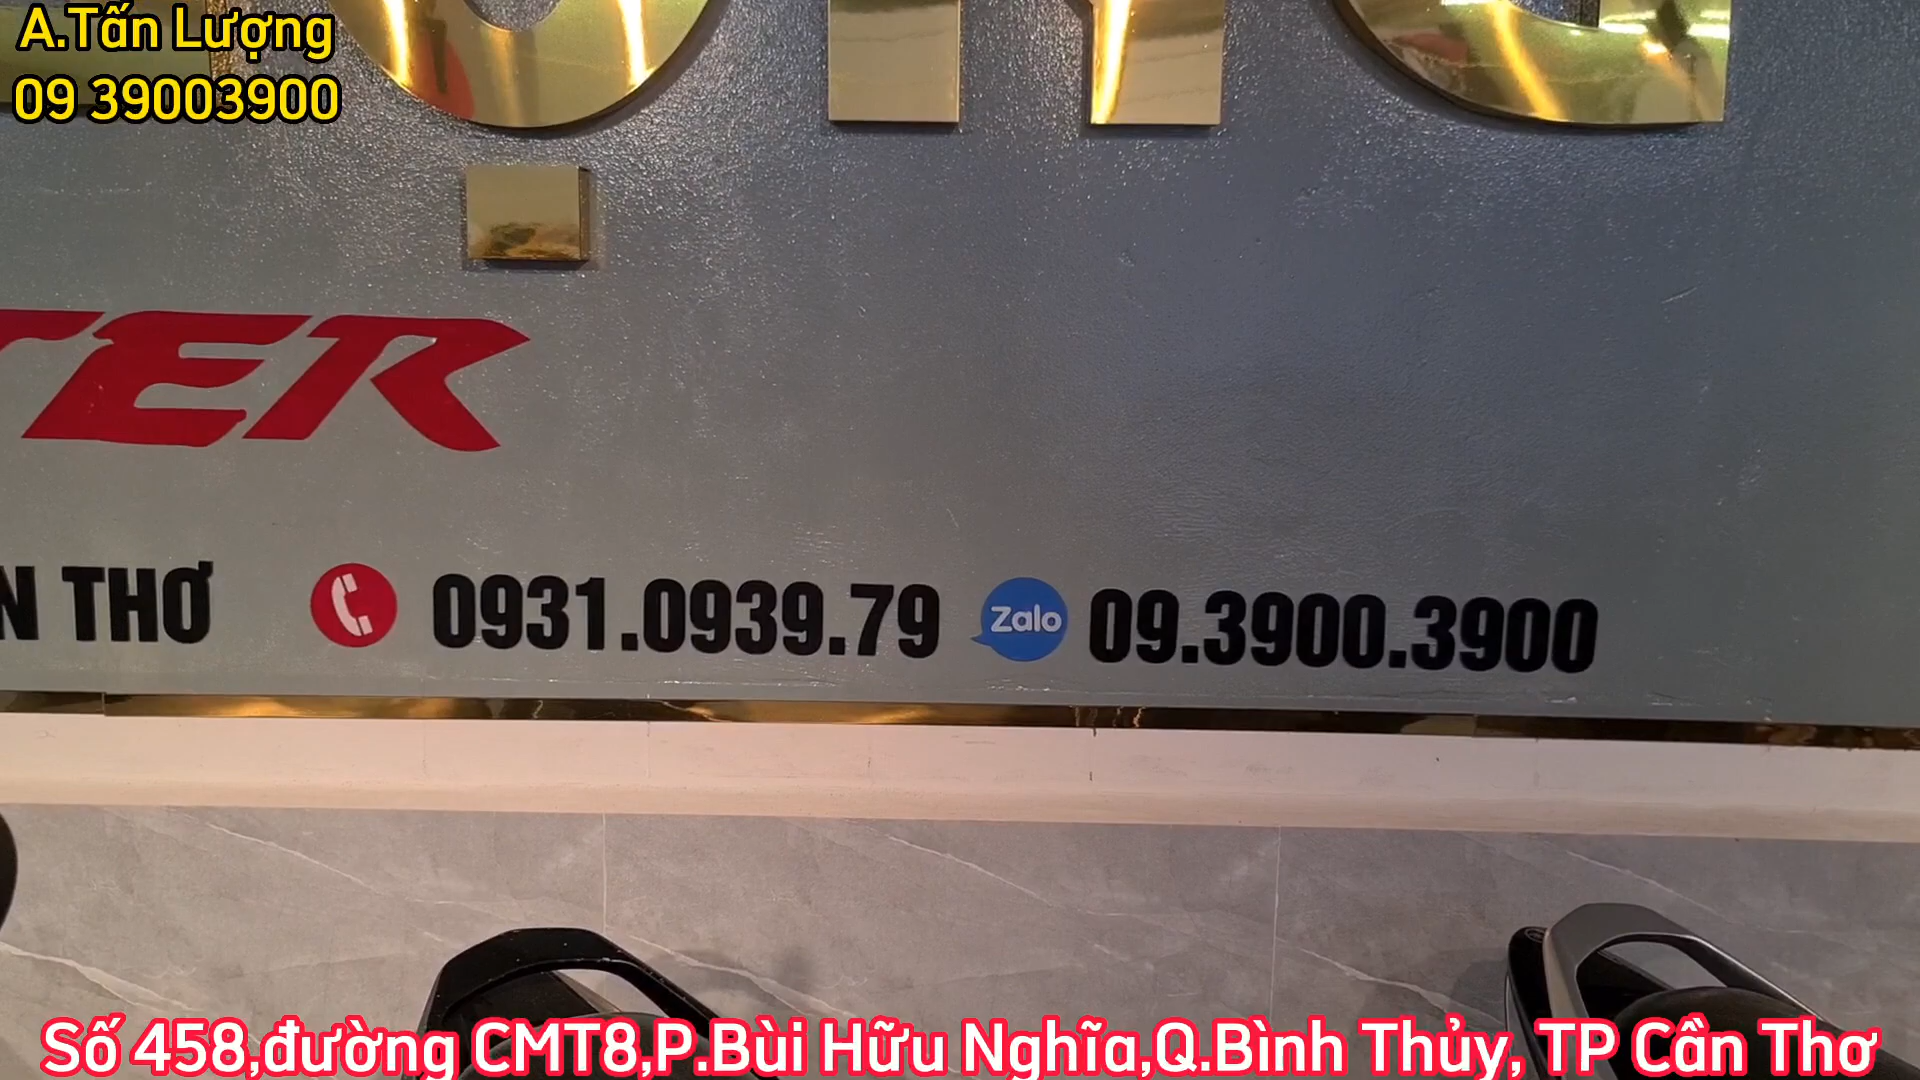 A.Tấn Lượng
09 39003900
TER
N THƠ 0931.0939.79 Zalo 09.3900.3900
Số 458,đường CMT8,P.Bùi Hữu Nghĩa,Q.Bình Thủy, TP Cần Thơ